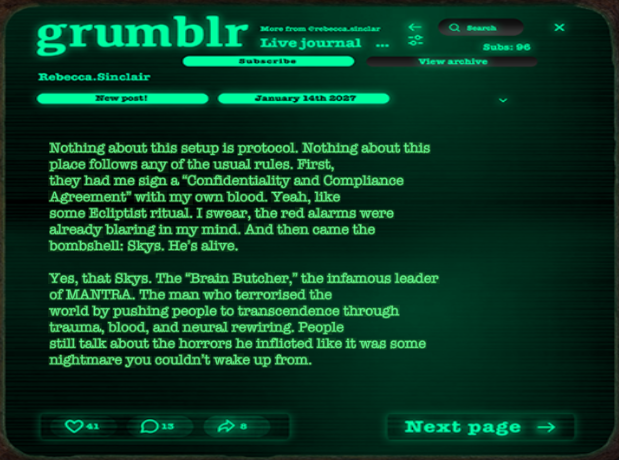 grumblr
More from @rebecca.sinclar
Live journal ...
Search
Subs: 96
Subscribe
View archive
Rebecca.Sinclair
New post!
January 14th 2027
Nothing about this setup is protocol. Nothing about this
place follows any of the usual rules. First,
they had me sign a “Confidentiality and Compliance
Agreement” with my own blood. Yeah, like
some Ecliptist ritual. I swear, the red alarms were
already blaring in my mind. And then came the
bombshell: Skys. He's alive.
Yes, that Skys. The “Brain Butcher,” the infamous leader
of MANTRA. The man who terrorised the
world by pushing people to transcendence through
trauma, blood, and neural rewiring. People
still talk about the horrors he inflicted like it was some
nightmare you couldn't wake up from.
41
13
8
Next page